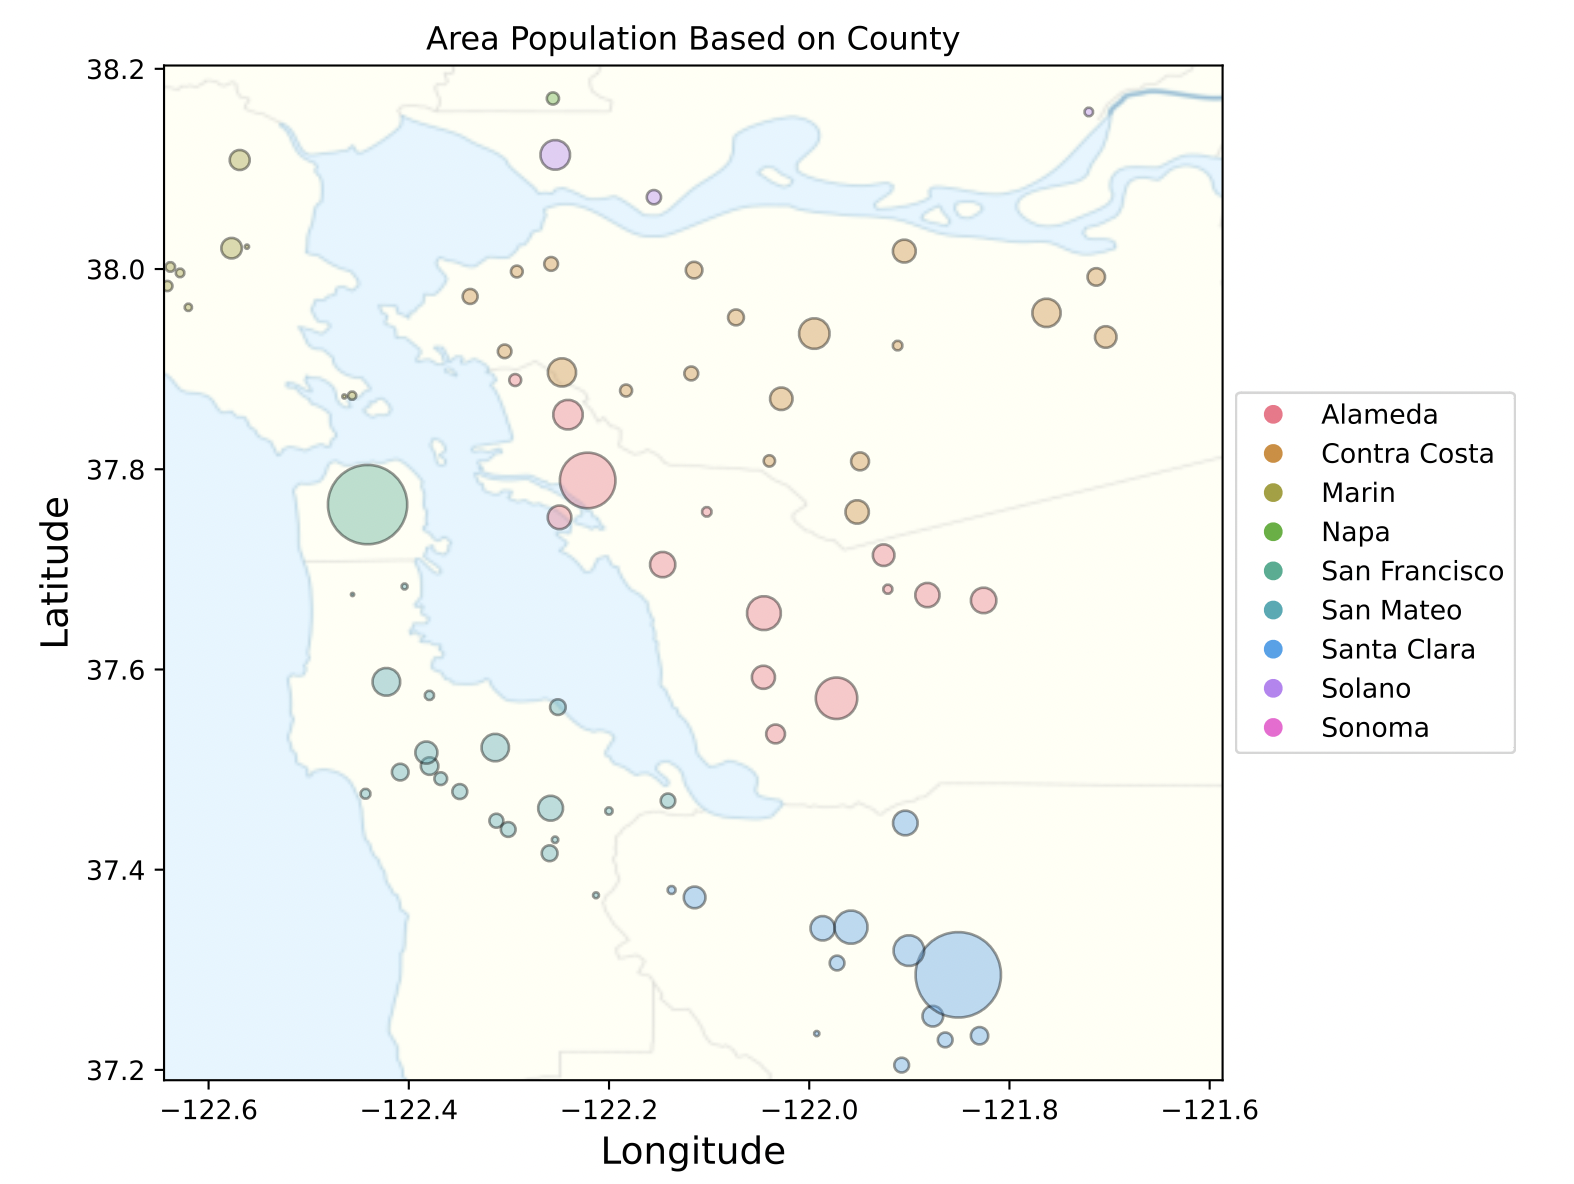 Area Population Based on County
38.2
38.0
37.8
37.6
37.4
37.2
Latitude
−122.6 −122.4 −122.2 −122.0 −121.8 −121.6
Longitude
Alameda
Contra Costa
Marin
Napa
San Francisco
San Mateo
Santa Clara
Solano
Sonoma